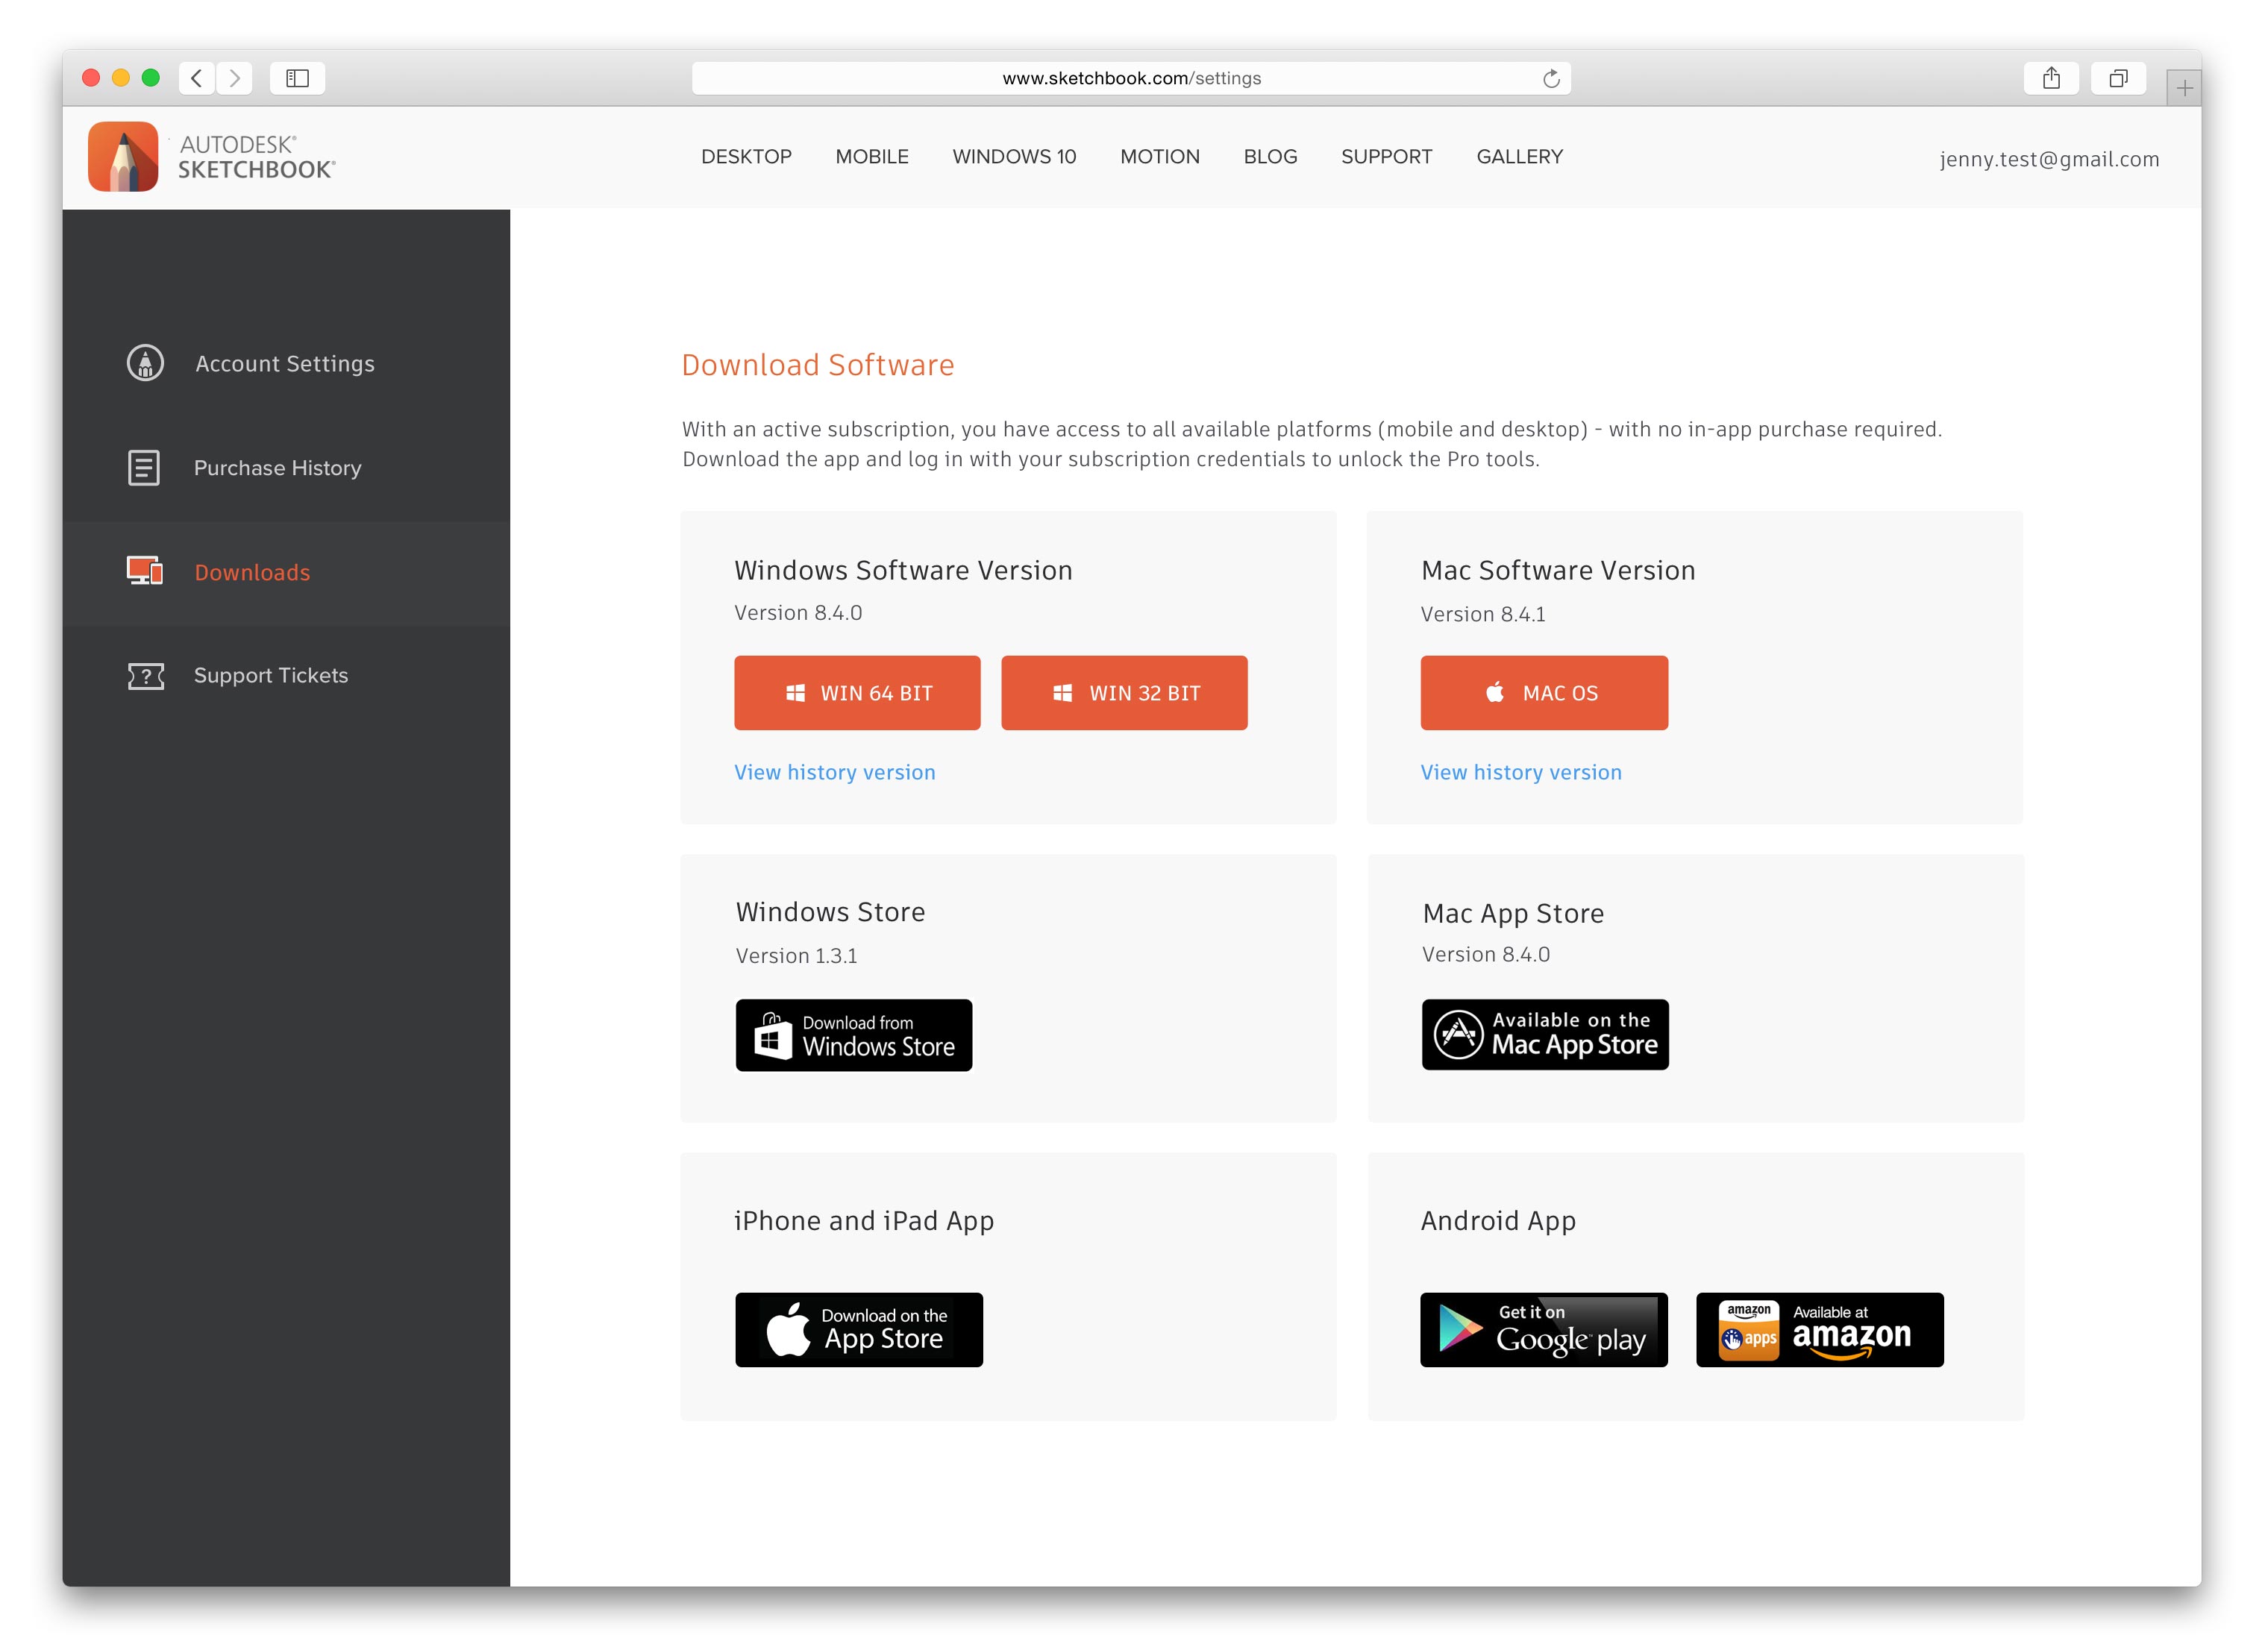 www.sketchbook.com/settings
AUTODESK®
SKETCHBOOK®
DESKTOP MOBILE WINDOWS 10 MOTION BLOG SUPPORT GALLERY
jenny.test@gmail.com
Account Settings
Purchase History
Downloads
Support Tickets
Download Software
With an active subscription, you have access to all available platforms (mobile and desktop) - with no in-app purchase required.
Download the app and log in with your subscription credentials to unlock the Pro tools.
Windows Software Version
Version 8.4.0
WIN 64 BIT
WIN 32 BIT
View history version
Mac Software Version
Version 8.4.1
MAC OS
View history version
Windows Store
Version 1.3.1
Download from
Windows Store
Mac App Store
Version 8.4.0
Available on the
Mac App Store
iPhone and iPad App
Download on the
App Store
Android App
Get it on
Google™ play
amazon
apps
Available at
amazon